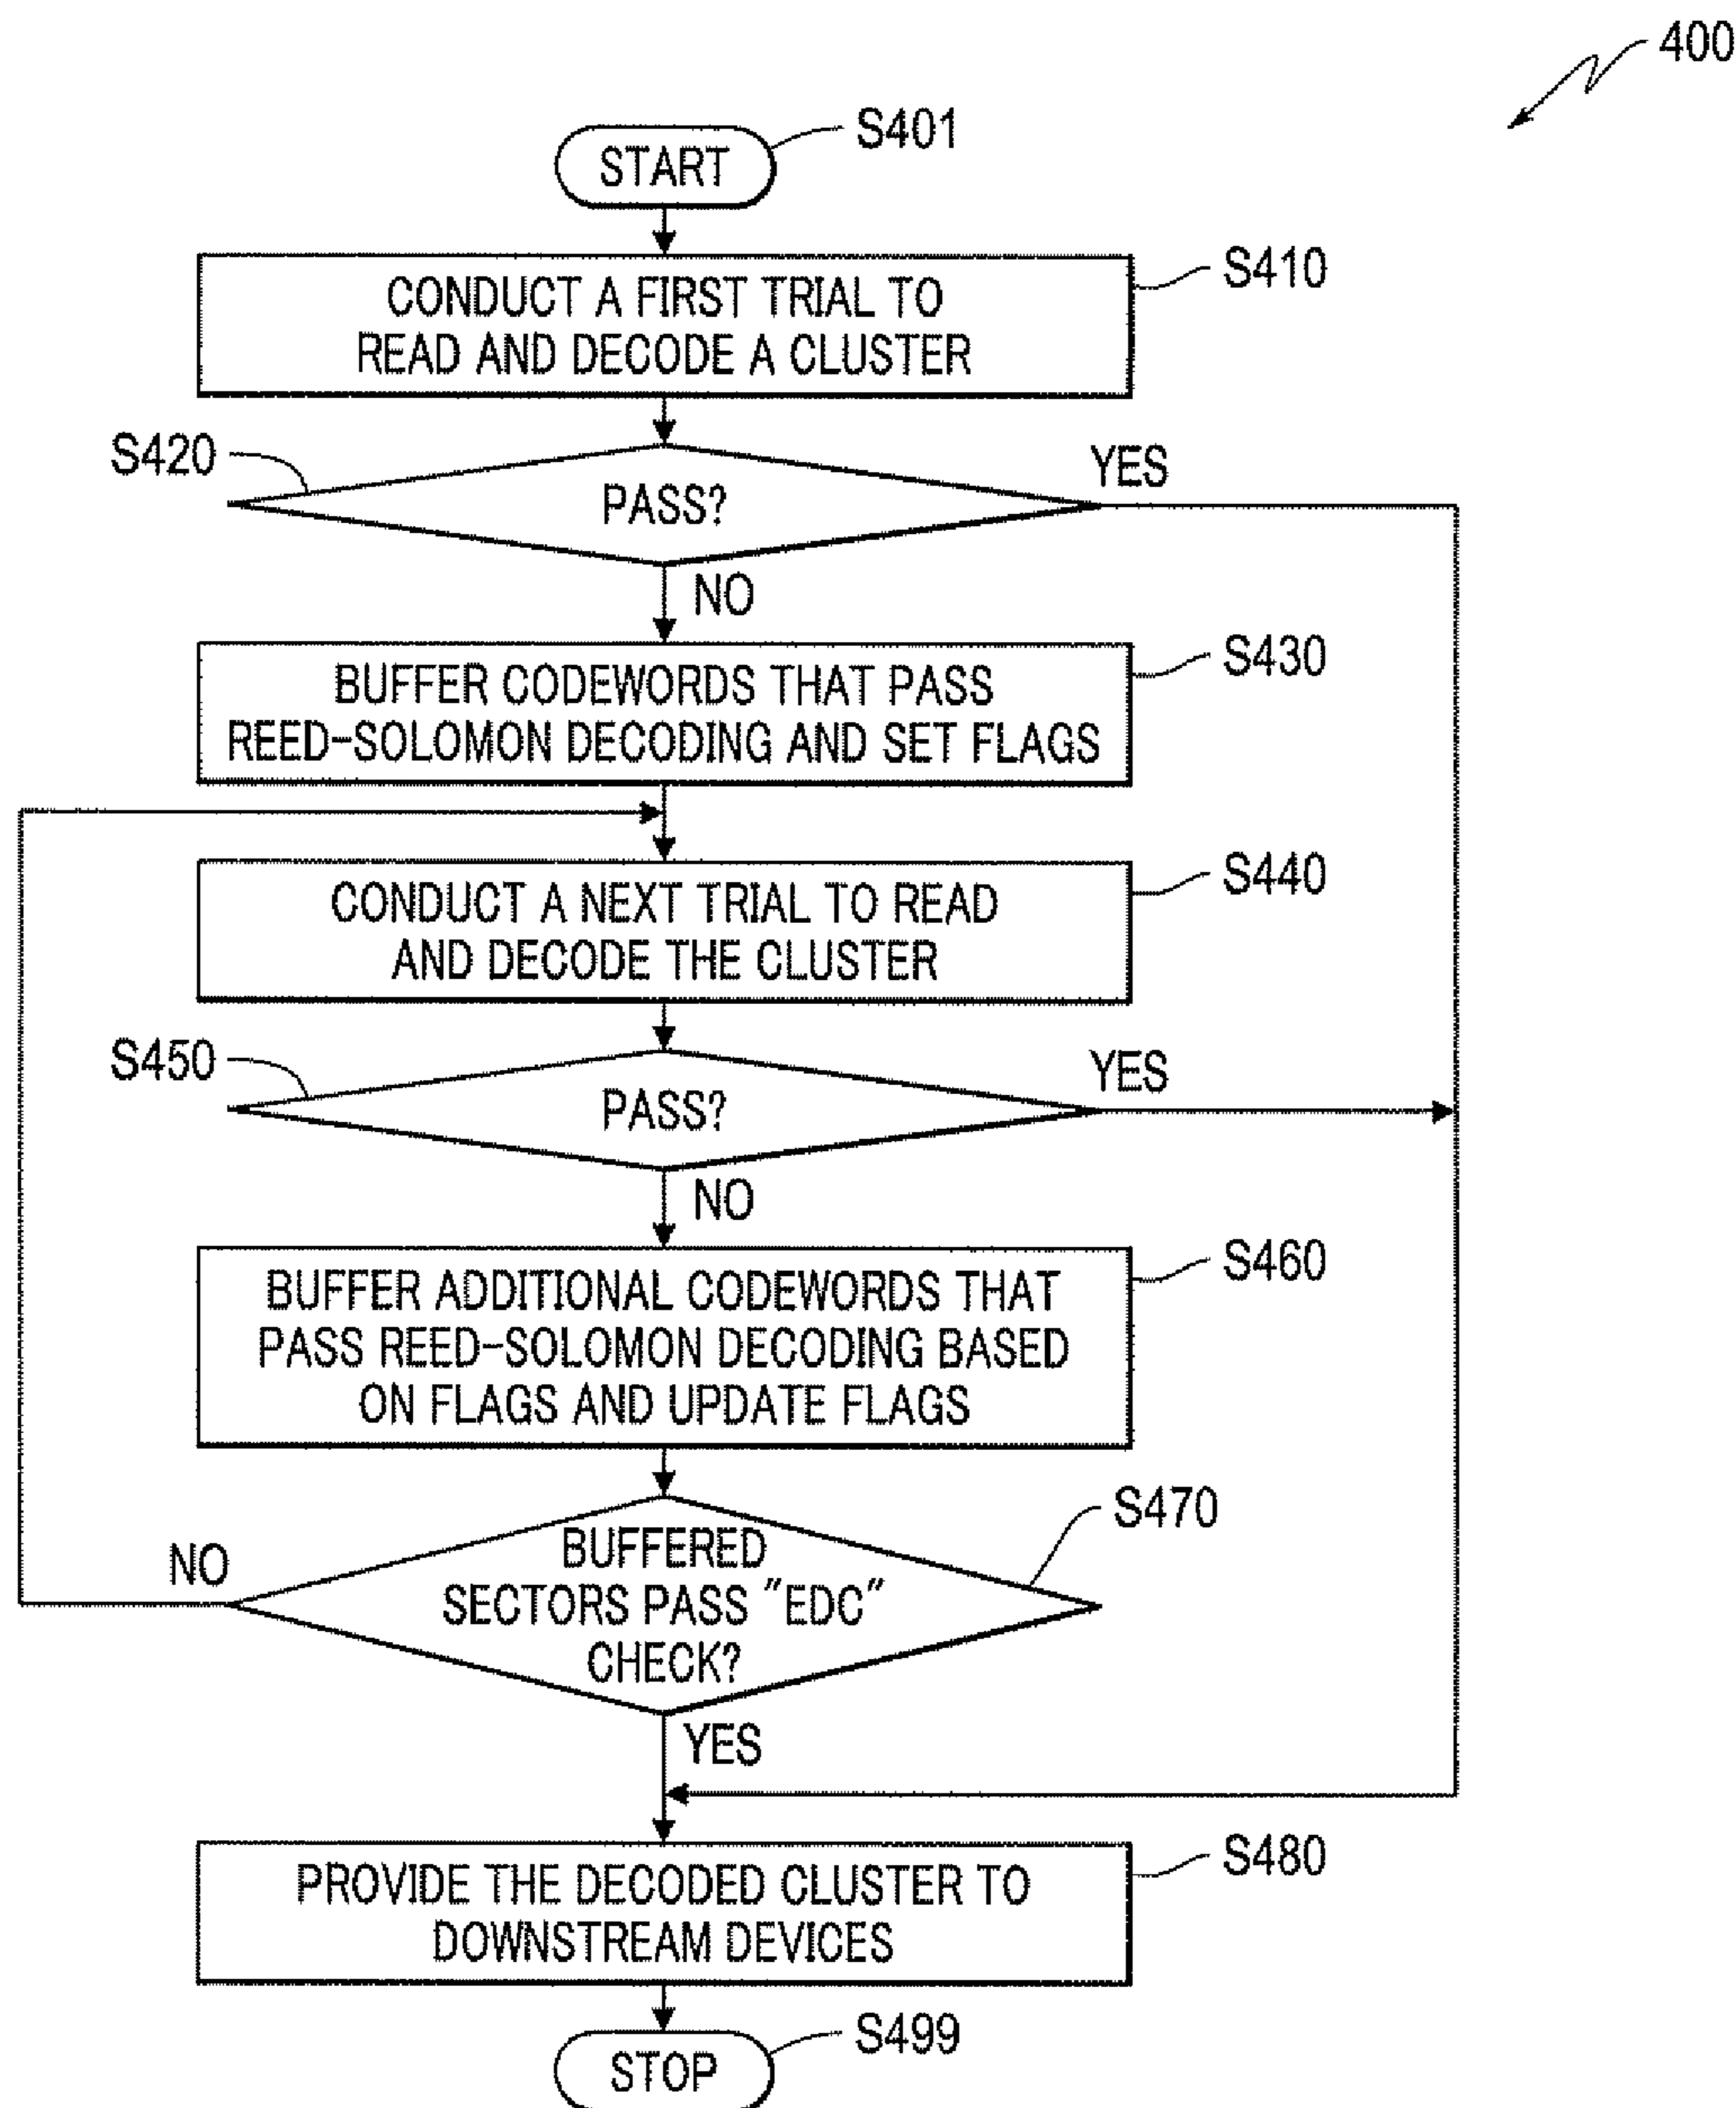 400
START
S401
CONDUCT A FIRST TRIAL TO
READ AND DECODE A CLUSTER
S410
S420
PASS?
YES
NO
BUFFER CODEWORDS THAT PASS
REED-SOLOMON DECODING AND SET FLAGS
S430
CONDUCT A NEXT TRIAL TO READ
AND DECODE THE CLUSTER
S440
S450
PASS?
YES
NO
BUFFER ADDITIONAL CODEWORDS THAT
PASS REED-SOLOMON DECODING BASED
ON FLAGS AND UPDATE FLAGS
S460
BUFFERED
SECTORS PASS "EDC"
CHECK?
S470
NO
YES
PROVIDE THE DECODED CLUSTER TO
DOWNSTREAM DEVICES
S480
STOP
S499